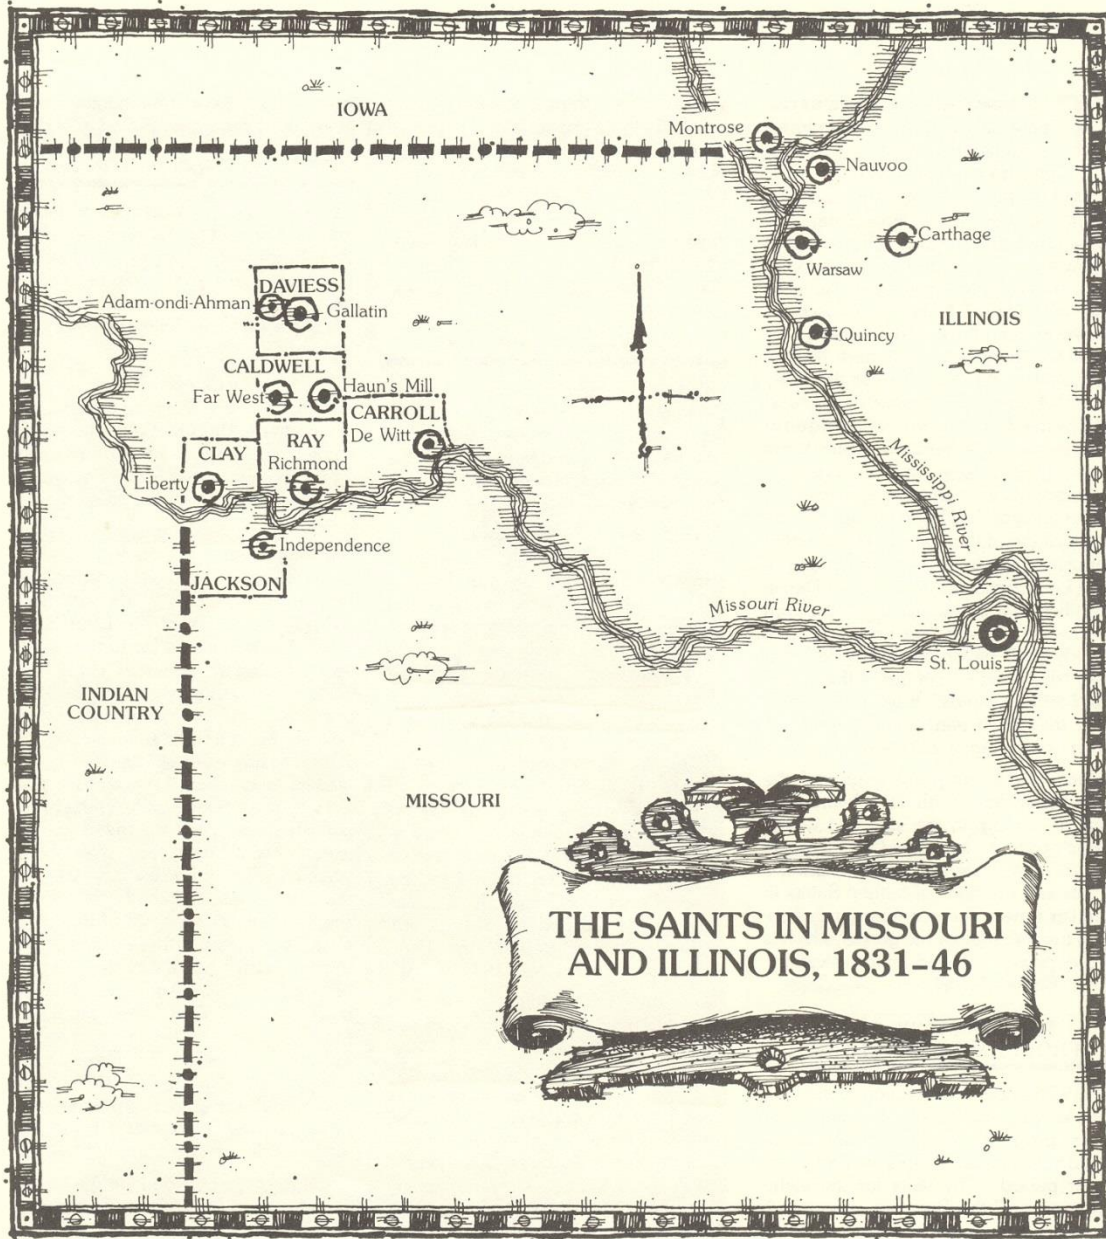 IOWA
Montrose
Nauvoo
Carthage
Warsaw
DAVIESS
Adam-ondi-Ahman
Gallatin
ILLINOIS
Quincy
CALDWELL
Haun's Mill
Far West
CARROLL
De Witt
RAY
CLAY
Richmond
Liberty
Mississippi River
Independence
JACKSON
Missouri River
St. Louis
INDIAN
COUNTRY
MISSOURI
THE SAINTS IN MISSOURI
AND ILLINOIS, 1831–46